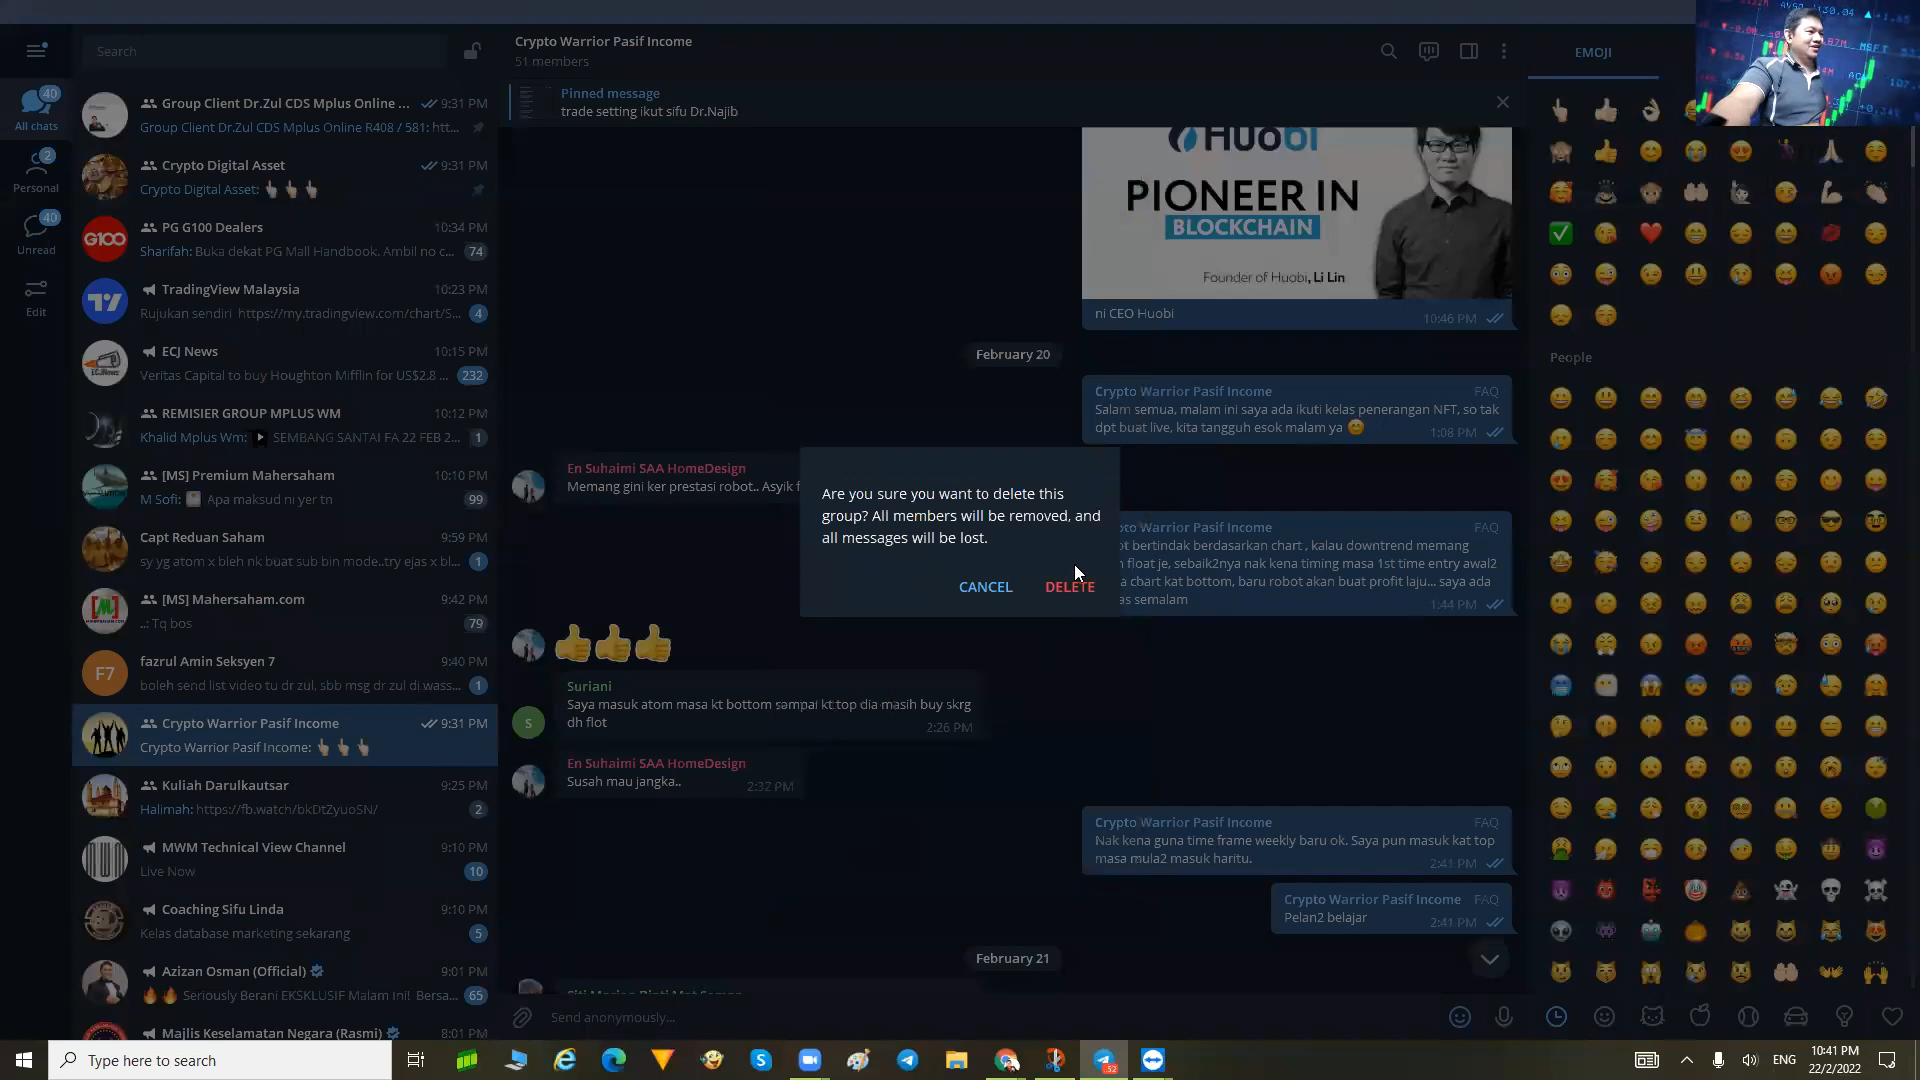 Search
All chats
40
Personal
2
Unread
40
Edit
Group Client Dr.Zul CDS Mplus Online ... 9:31 PM
Group Client Dr.Zul CDS Mplus Online R408 / 581: htt...
Crypto Digital Asset 9:31 PM
Crypto Digital Asset: 👆🏻👆🏻👆🏻
PG G100 Dealers 10:34 PM
Sharifah: Buka dekat PG Mall Handbook. Ambil no c... 74
G100
TradingView Malaysia 10:23 PM
Rujukan sendiri https://my.tradingview.com/chart/S... 4
ECJ News 10:15 PM
Veritas Capital to buy Houghton Mifflin for US$2.8 ... 232
REMISIER GROUP MPLUS WM 10:12 PM
Khalid Mplus Wm: SEMBANG SANTAI FA 22 FEB 2... 1
[MS] Premium Mahersaham 10:10 PM
M Sofi: Apa maksud ni yer tn 99
Capt Reduan Saham 9:59 PM
sy yg atom x bleh nk buat sub bin mode..try ejas x bl... 1
[MS] Mahersaham.com 9:42 PM
..: Tq bos 79
fazrul Amin Seksyen 7 9:40 PM
boleh send list video tu dr zul, sbb msg dr zul di wass... 1
F7
Crypto Warrior Pasif Income 9:31 PM
Crypto Warrior Pasif Income: 👆🏻👆🏻👆🏻
Kuliah Darulkautsar 9:25 PM
Halimah: https://fb.watch/bkDtZyuoSN/ 2
MWM Technical View Channel 9:10 PM
Live Now 10
Coaching Sifu Linda 9:10 PM
Kelas database marketing sekarang 5
Azizan Osman (Official) 9:01 PM
🔥🔥 Seriously Berani EKSKLUSIF Malam Ini! Bersa... 65
Majlis Keselamatan Negara (Rasmi) 8:01 PM
Crypto Warrior Pasif Income
51 members
Pinned message
trade setting ikut sifu Dr.Najib
HUOBI
PIONEER IN
BLOCKCHAIN
Founder of Huobi, Li Lin
ni CEO Huobi
10:46 PM
February 20
Crypto Warrior Pasif Income FAQ
Salam semua, malam ini saya ada ikuti kelas penerangan NFT, so tak
dpt buat live, kita tangguh esok malam ya 😊
1:08 PM
En Suhaimi SAA HomeDesign
Memang gini ker prestasi robot.. Asyik f
Are you sure you want to delete this
group? All members will be removed, and
all messages will be lost.
CANCEL DELETE
Warrior Pasif Income FAQ
bertindak berdasarkan chart , kalau downtrend memang
float je, sebaik2nya nak kena timing masa 1st time entry awal2
cbart kat bottom, baru robot akan buat profit laju... saya ada
semalam
1:44 PM
👍👍👍
Suriani
Saya masuk atom masa kt bottom sampai kt top dia masih buy skrg
dh flot
2:26 PM
S
En Suhaimi SAA HomeDesign
Susah mau jangka..
2:32 PM
Crypto Warrior Pasif Income FAQ
Nak kena guna time frame weekly baru ok. Saya pun masuk kat top
masa mula2 masuk haritu.
2:41 PM
Crypto Warrior Pasif Income FAQ
Pelan2 belajar
2:41 PM
February 21
Send anonymously...
EMOJI
People
MSFT
Type here to search
52
ENG
10:41 PM
22/2/2022